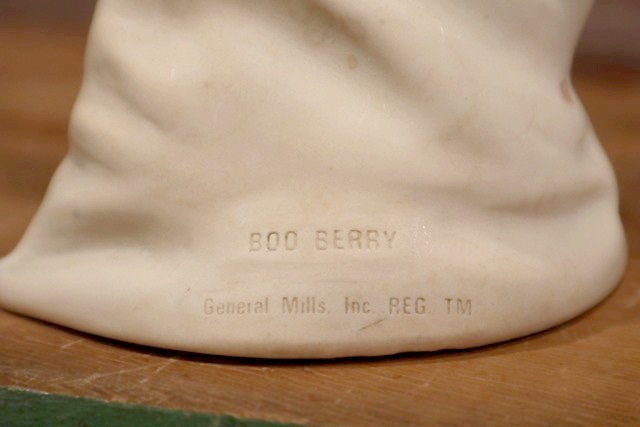 BOO BERRY
General Mills, Inc. REG. TM